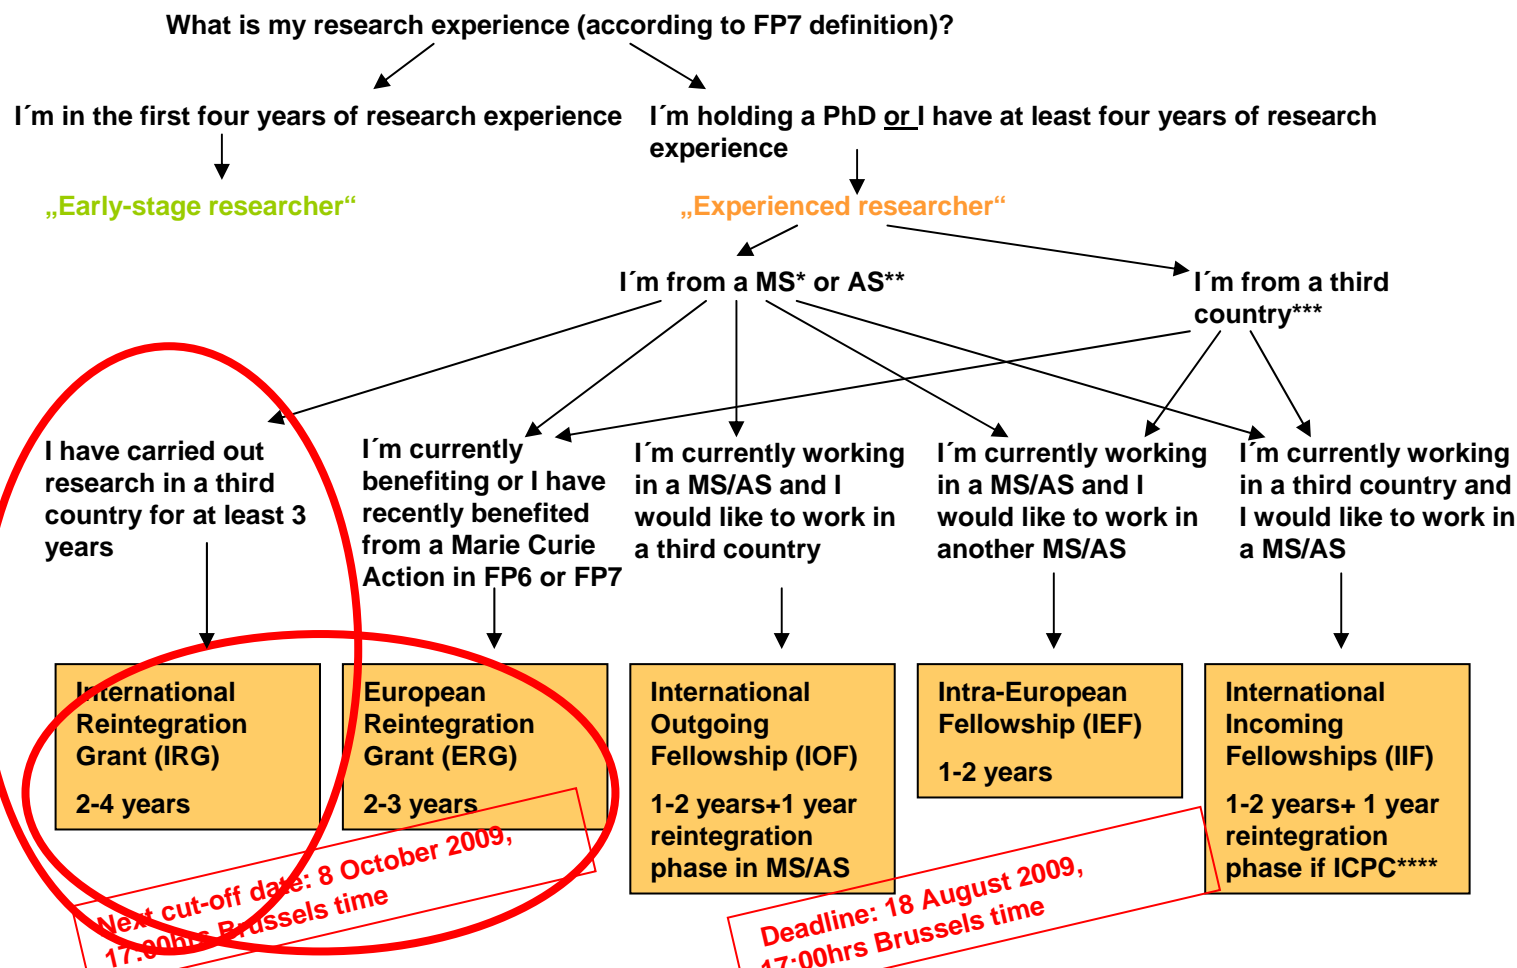 What is my research experience (according to FP7 definition)?
I´m in the first four years of research experience
I´m holding a PhD or I have at least four years of research
experience
„Early-stage researcher“
„Experienced researcher“
I´m from a MS* or AS**
I´m from a third
country***
I have carried out
research in a third
country for at least 3
years
I´m currently
benefiting or I have
recently benefited
from a Marie Curie
Action in FP6 or FP7
I´m currently working
in a MS/AS and I
would like to work in
a third country
I´m currently working
in a MS/AS and I
would like to work in
another MS/AS
I´m currently working
in a third country and
I would like to work in
a MS/AS
International
Reintegration
Grant (IRG)
2-4 years
European
Reintegration
Grant (ERG)
2-3 years
International
Outgoing
Fellowship (IOF)
1-2 years+1 year
reintegration
phase in MS/AS
Intra-European
Fellowship (IEF)
1-2 years
International
Incoming
Fellowships (IIF)
1-2 years+ 1 year
reintegration
phase if ICPC****
Next cut-off date: 8 October 2009,
17:00hrs Brussels time
Deadline: 18 August 2009,
17:00hrs Brussels time